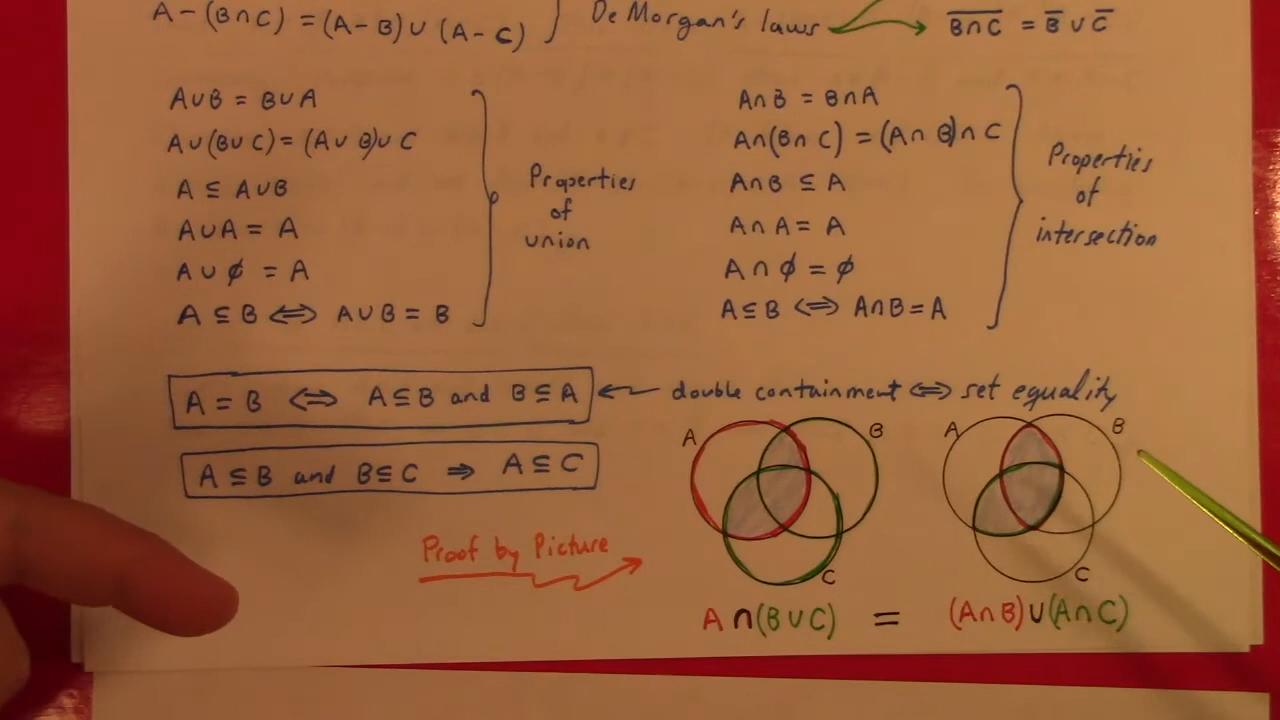 A − (B ∩ C) = (A − B) ∪ (A − C)
De Morgan's laws
B̅∩̅C̅ = B̅ ∪ C̅
A∪B = B∪A
A∪(B∪C) = (A∪B)∪C
A ⊆ A∪B
A∪A = A
A∪∅ = A
A ⊆ B ⟺ A∪B = B
Properties
of
union
A∩B = B∩A
A∩(B∩C) = (A∩B)∩C
A∩B ⊆ A
A∩A = A
A∩∅ = ∅
A⊆B ⟺ A∩B = A
Properties
of
intersection
A = B ⟺ A⊆B and B⊆A ← double containment ⟺ set equality
A⊆B and B⊆C ⇒ A⊆C
Proof by Picture
A
B
C
A
B
C
A∩(B∪C) = (A∩B)∪(A∩C)